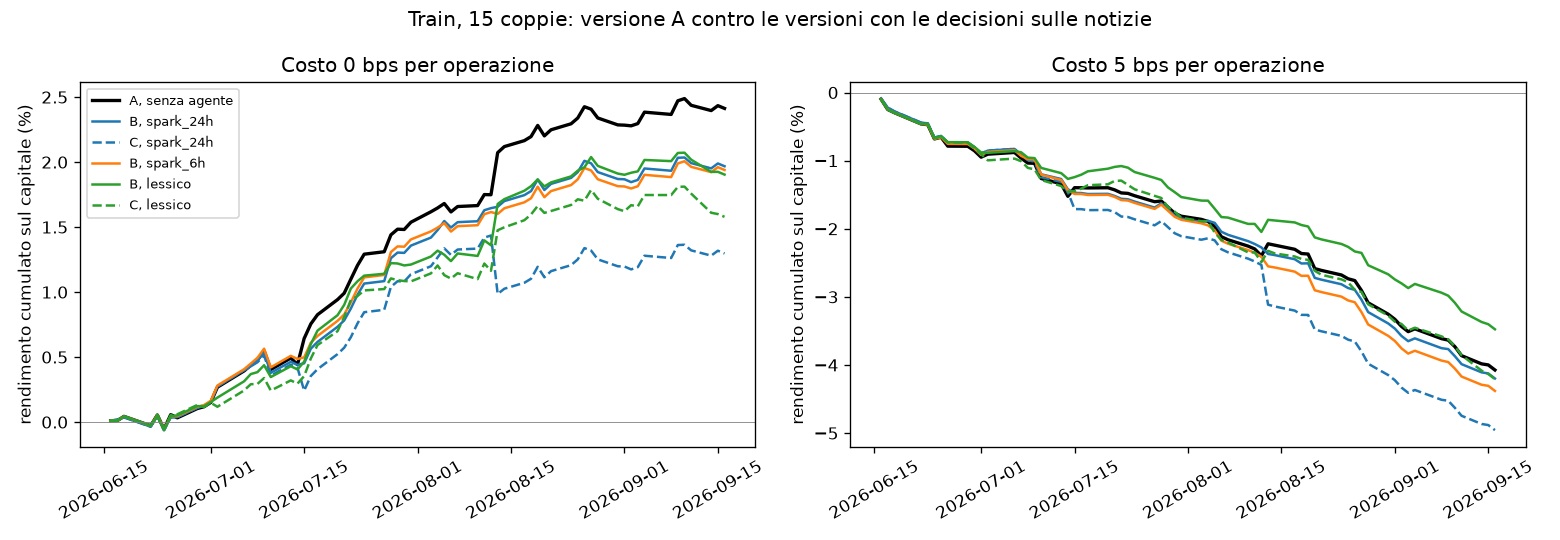 Train, 15 coppie: versione A contro le versioni con le decisioni sulle notizie
Costo 0 bps per operazione
rendimento cumulato sul capitale (%)
2.5
2.0
1.5
1.0
0.5
0.0
A, senza agente
B, spark_24h
C, spark_24h
B, spark_6h
B, lessico
C, lessico
2026-06-15
2026-07-01
2026-07-15
2026-08-01
2026-08-15
2026-09-01
2026-09-15
Costo 5 bps per operazione
rendimento cumulato sul capitale (%)
0
−1
−2
−3
−4
−5
2026-06-15
2026-07-01
2026-07-15
2026-08-01
2026-08-15
2026-09-01
2026-09-15